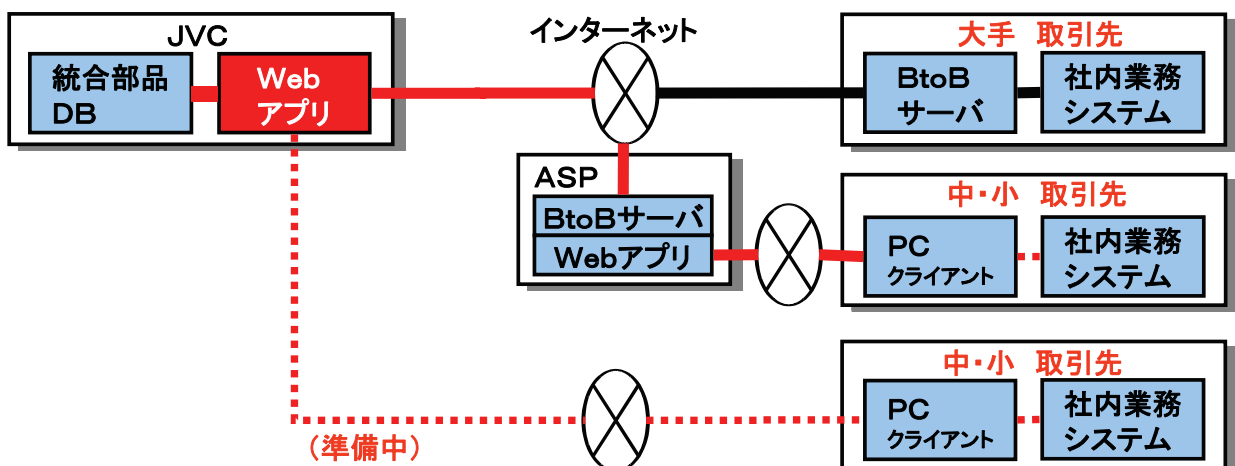 JVC
統合部品
DB
Web
アプリ
インターネット
大手 取引先
BtoB
サーバ
社内業務
システム
ASP
BtoBサーバ
Webアプリ
中・小 取引先
PC
クライアント
社内業務
システム
(準備中)
中・小 取引先
PC
クライアント
社内業務
システム